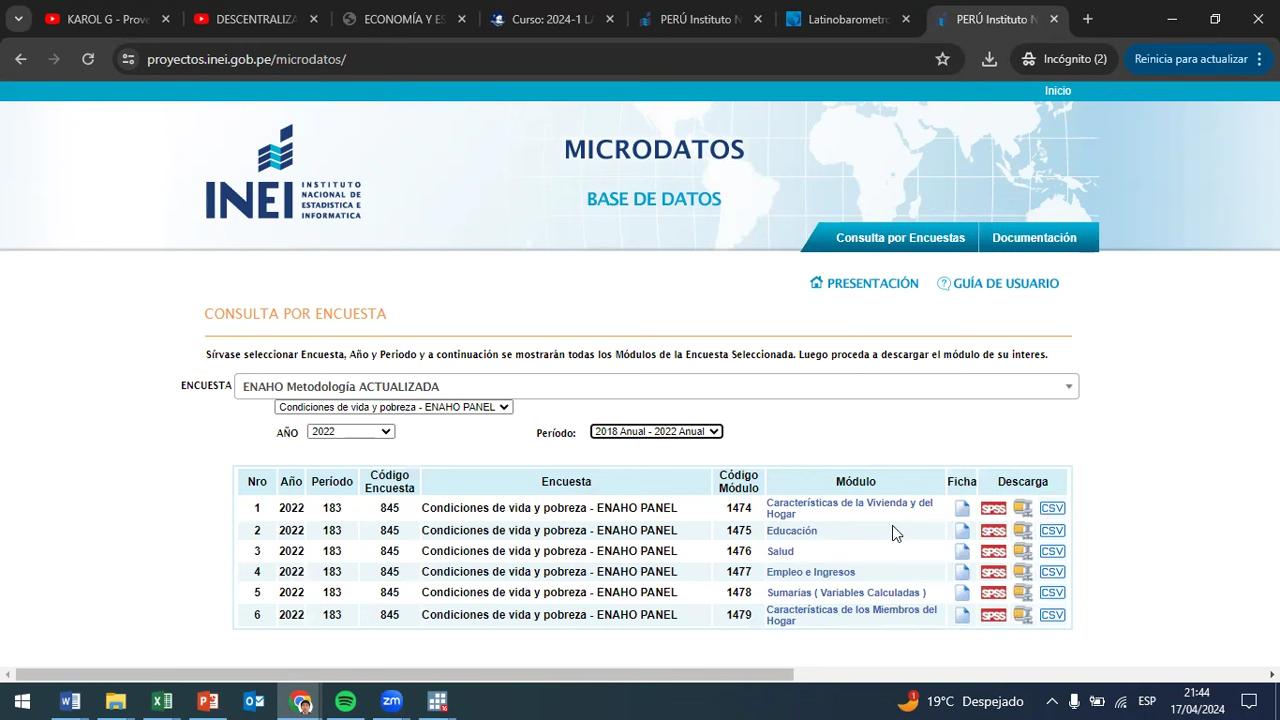 KAROL G - Prove
DESCENTRALIZA
ECONOMÍA Y ES
Curso: 2024-1 LA
PERÚ Instituto N
Latinobarometro
PERÚ Instituto N
proyectos.inei.gob.pe/microdatos/
Incógnito (2)
Reinicia para actualizar
Inicio
INEI
INSTITUTO
NACIONAL DE
ESTADISTICA E
INFORMATICA
MICRODATOS
BASE DE DATOS
Consulta por Encuestas
Documentación
PRESENTACIÓN
GUÍA DE USUARIO
CONSULTA POR ENCUESTA
Sírvase seleccionar Encuesta, Año y Periodo y a continuación se mostrarán todas los Módulos de la Encuesta Seleccionada. Luego proceda a descargar el módulo de su interes.
ENCUESTA ENAHO Metodología ACTUALIZADA
Condiciones de vida y pobreza - ENAHO PANEL
AÑO 2022 Período: 2018 Anual - 2022 Anual
Nro Año Período Código Encuesta Encuesta Código Módulo Módulo Ficha Descarga
1 2022 183 845 Condiciones de vida y pobreza - ENAHO PANEL 1474 Características de la Vivienda y del Hogar SPSS CSV
2 2022 183 845 Condiciones de vida y pobreza - ENAHO PANEL 1475 Educación SPSS CSV
3 2022 183 845 Condiciones de vida y pobreza - ENAHO PANEL 1476 Salud SPSS CSV
4 2022 183 845 Condiciones de vida y pobreza - ENAHO PANEL 1477 Empleo e Ingresos SPSS CSV
5 2022 183 845 Condiciones de vida y pobreza - ENAHO PANEL 1478 Sumarias ( Variables Calculadas ) SPSS CSV
6 2022 183 845 Condiciones de vida y pobreza - ENAHO PANEL 1479 Características de los Miembros del Hogar SPSS CSV
1 19°C Despejado
ESP
21:44
17/04/2024